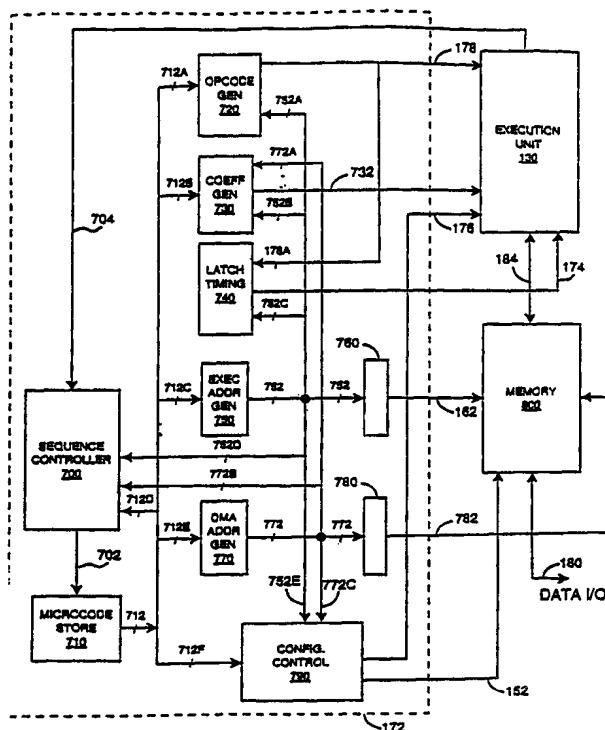 712A
OPCODE
GEN
720
752A
178
EXECUTION
UNIT
130
772A
712B
COEFF
GEN
730
732
752B
176
704
178A
LATCH
TIMING
740
752C
184
174
760
712C
EXEC
ADDR
GEN
750
752
752
162
MEMORY
800
SEQUENCE
CONTROLLER
700
752D
772B
712D
780
712E
DMA
ADDR
GEN
770
772
772
782
702
752E
772C
180
DATA I/O
MICROCODE
STORE
710
712
712F
CONFIG.
CONTROL
790
152
172